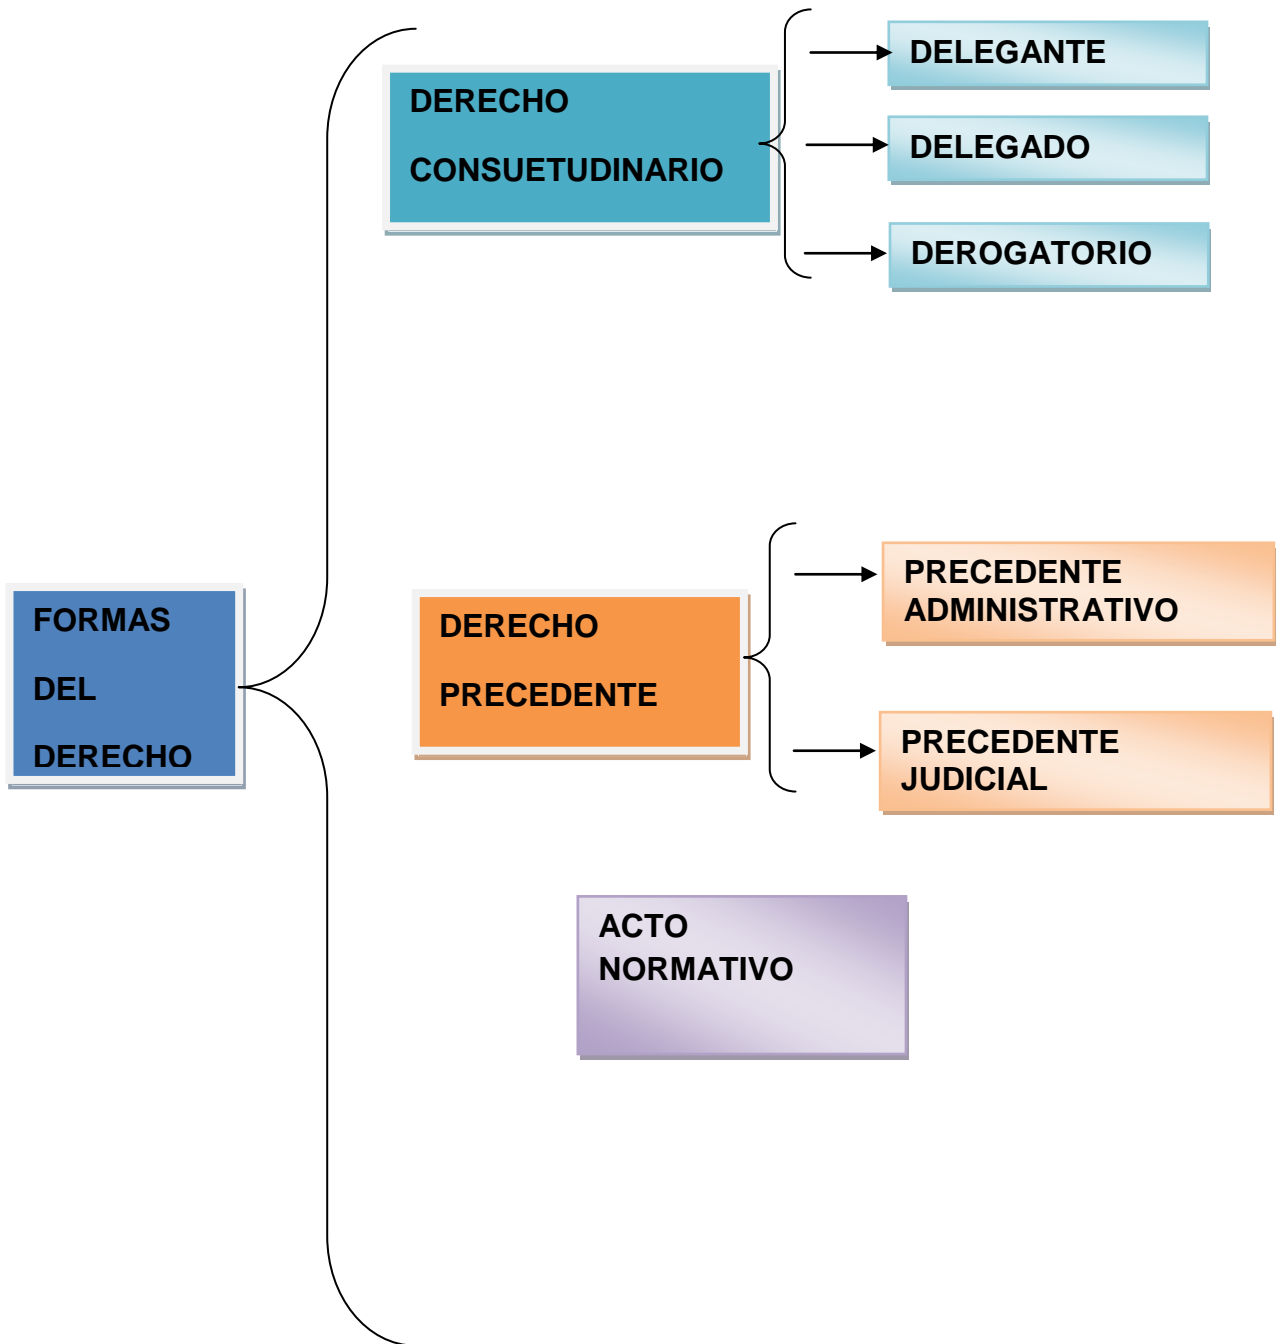 FORMAS
DEL
DERECHO
DERECHO
CONSUETUDINARIO
DELEGANTE
DELEGADO
DEROGATORIO
DERECHO
PRECEDENTE
PRECEDENTE
ADMINISTRATIVO
PRECEDENTE
JUDICIAL
ACTO
NORMATIVO